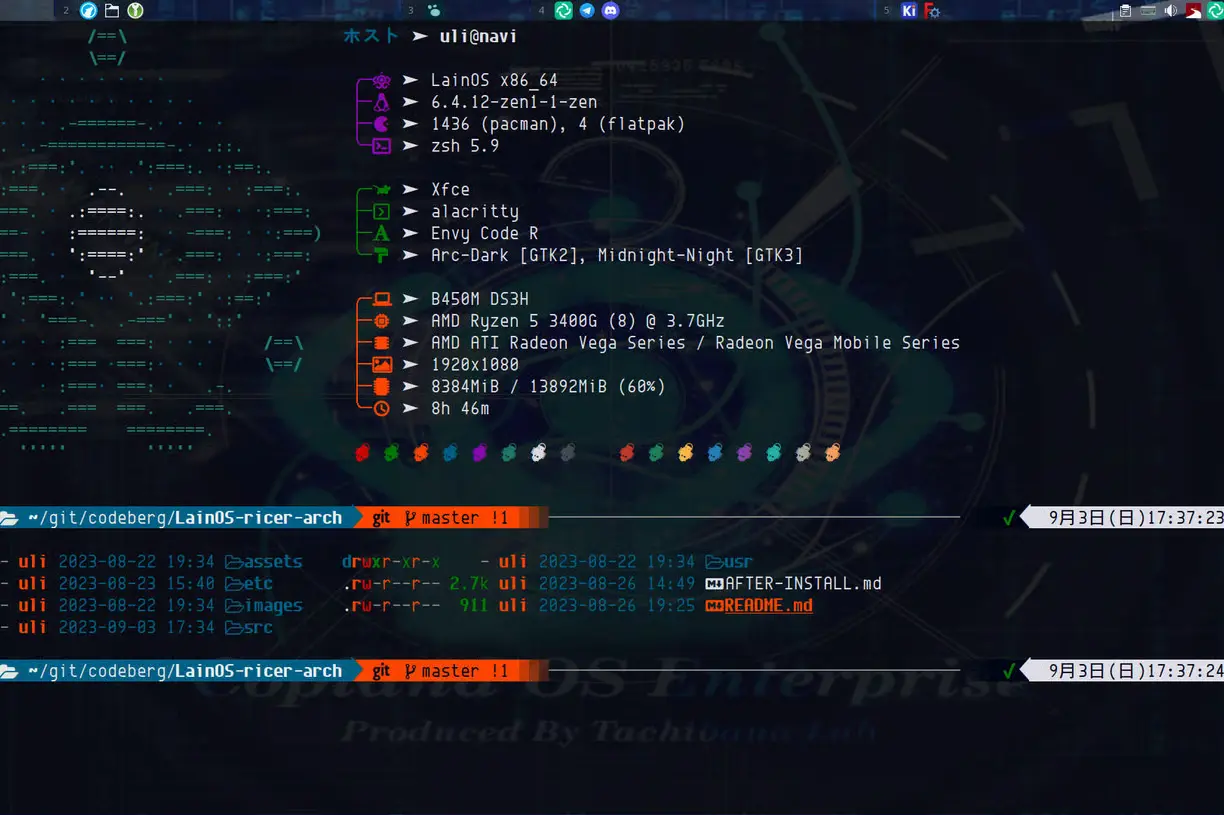 2 3 4 5 Ki
ホスト ➤ uli@navi
➤ LainOS x86_64
➤ 6.4.12-zen1-1-zen
➤ 1436 (pacman), 4 (flatpak)
➤ zsh 5.9
➤ Xfce
➤ alacritty
➤ Envy Code R
➤ Arc-Dark [GTK2], Midnight-Night [GTK3]
➤ B450M DS3H
➤ AMD Ryzen 5 3400G (8) @ 3.7GHz
➤ AMD ATI Radeon Vega Series / Radeon Vega Mobile Series
➤ 1920x1080
➤ 8384MiB / 13892MiB (60%)
➤ 8h 46m
~/git/codeberg/LainOS-ricer-arch git master !1 ✓ 9月3日(日)17:37:23
- uli 2023-08-22 19:34 assets drwxr-xr-x - uli 2023-08-22 19:34 usr
- uli 2023-08-23 15:40 etc .rw-r--r-- 2.7k uli 2023-08-26 14:49 AFTER-INSTALL.md
- uli 2023-08-22 19:34 images .rw-r--r-- 911 uli 2023-08-26 19:25 README.md
- uli 2023-09-03 17:34 src
~/git/codeberg/LainOS-ricer-arch git master !1 ✓ 9月3日(日)17:37:24
Copland OS Enterprise
Produced By Tachibana Lab